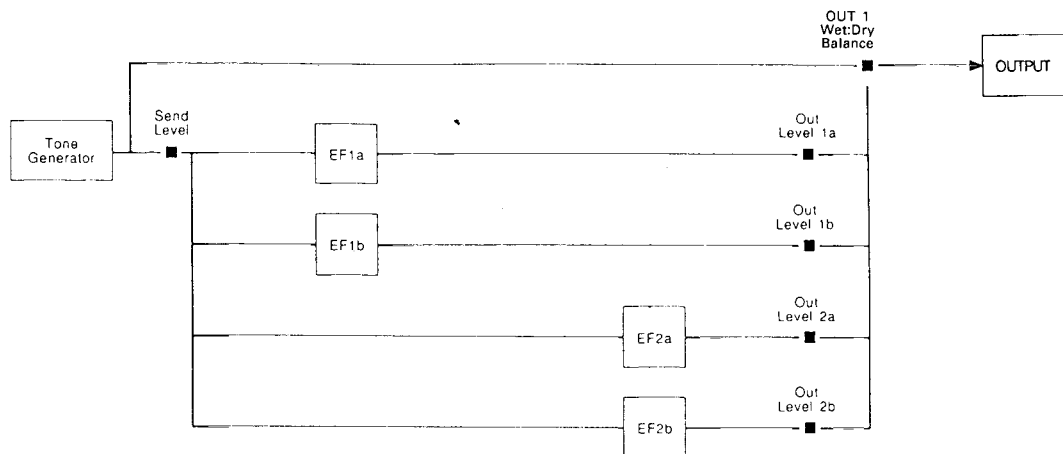 OUT 1
Wet:Dry
Balance
OUTPUT
Send
Level
Tone
Generator
EF1a
Out
Level 1a
EF1b
Out
Level 1b
EF2a
Out
Level 2a
EF2b
Out
Level 2b